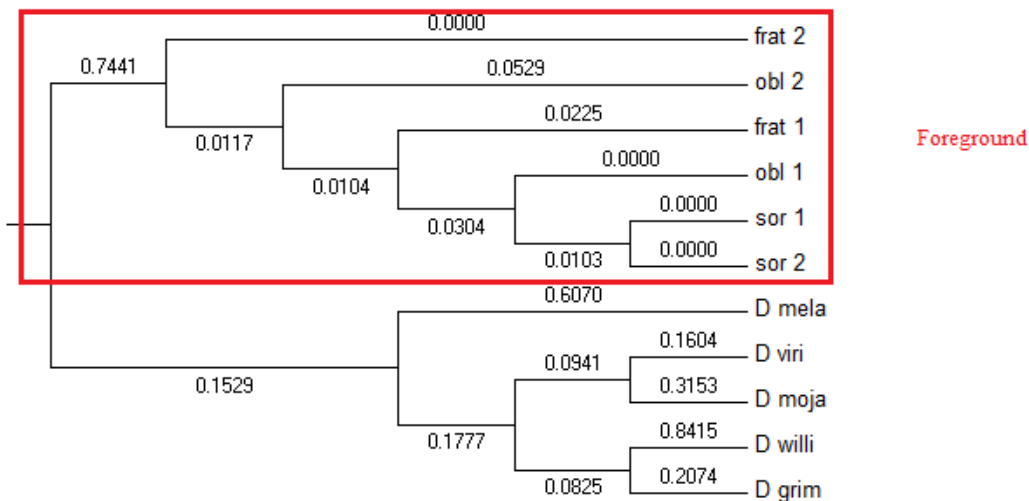 0.0000
frat 2
0.7441
0.0529
obl 2
0.0117
0.0225
frat 1
Foreground
0.0104
0.0000
obl 1
0.0304
0.0000
sor 1
0.0103
0.0000
sor 2
0.6070
D mela
0.1529
0.0941
0.1604
D viri
0.3153
D moja
0.1777
0.8415
D willi
0.0825
0.2074
D grim